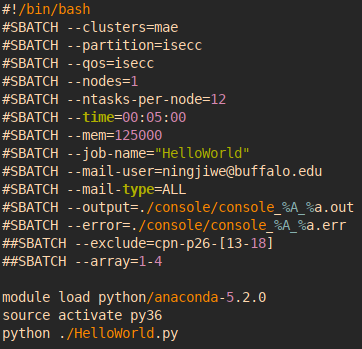 #!/bin/bash
#SBATCH --clusters=mae
#SBATCH --partition=isecc
#SBATCH --qos=isecc
#SBATCH --nodes=1
#SBATCH --ntasks-per-node=12
#SBATCH --time=00:05:00
#SBATCH --mem=125000
#SBATCH --job-name="HelloWorld"
#SBATCH --mail-user=ningjiwe@buffalo.edu
#SBATCH --mail-type=ALL
#SBATCH --output=./console/console_%A_%a.out
#SBATCH --error=./console/console_%A_%a.err
##SBATCH --exclude=cpn-p26-[13-18]
##SBATCH --array=1-4
module load python/anaconda-5.2.0
source activate py36
python ./HelloWorld.py